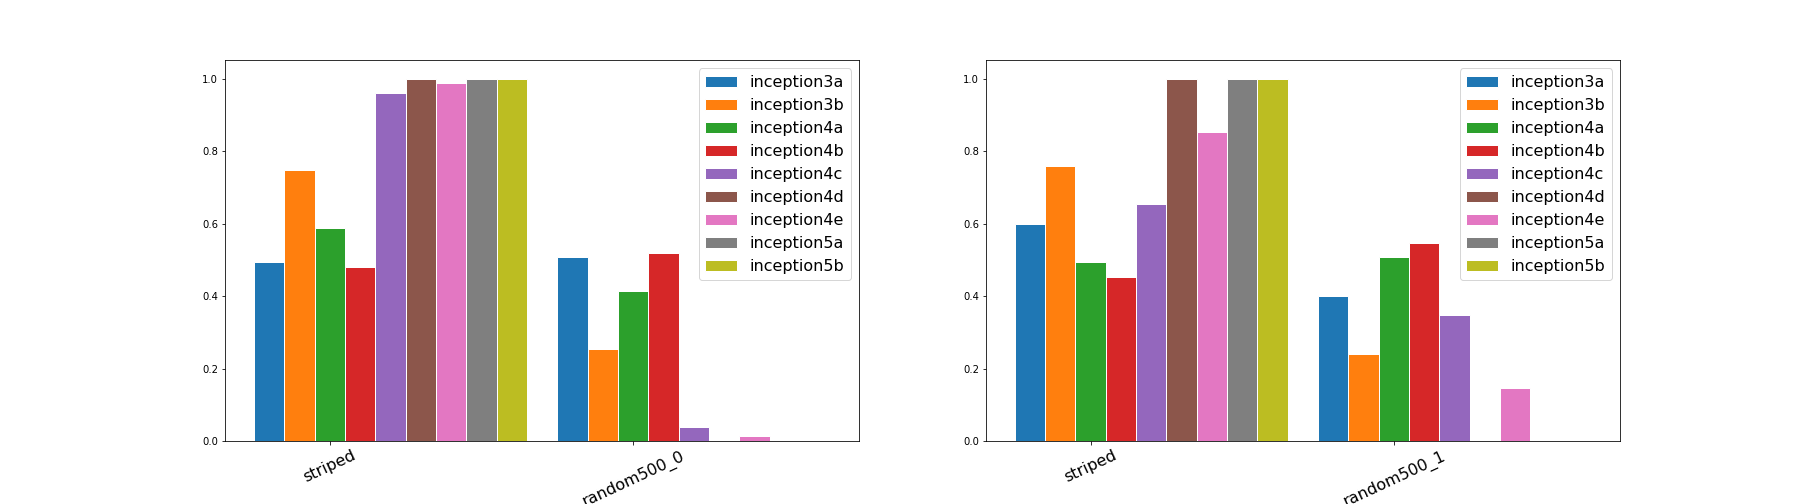 1.0
0.8
0.6
0.4
0.2
0.0
striped
random500_0
inception3a
inception3b
inception4a
inception4b
inception4c
inception4d
inception4e
inception5a
inception5b
1.0
0.8
0.6
0.4
0.2
0.0
striped
random500_1
inception3a
inception3b
inception4a
inception4b
inception4c
inception4d
inception4e
inception5a
inception5b